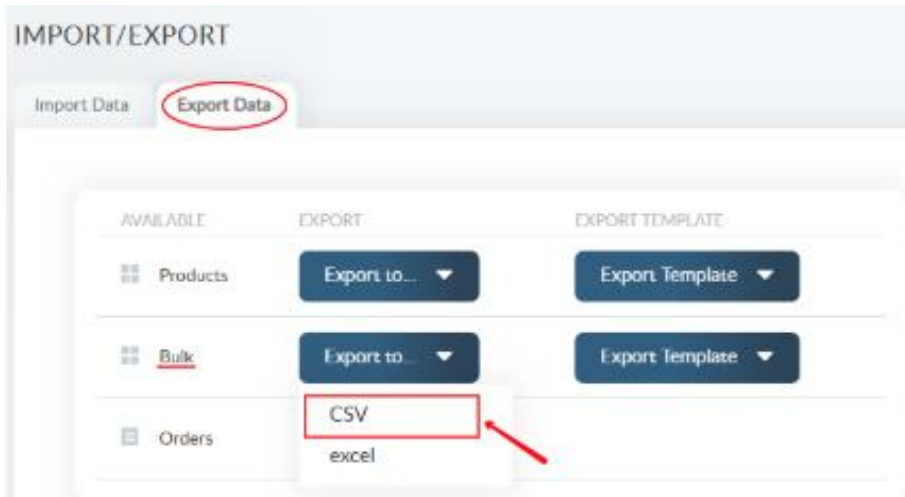 IMPORT/EXPORT
Import Data Export Data
AVAILABLE EXPORT EXPORT TEMPLATE
Products Export to... Export Template
Bulk Export to... Export Template
CSV
Orders
excel